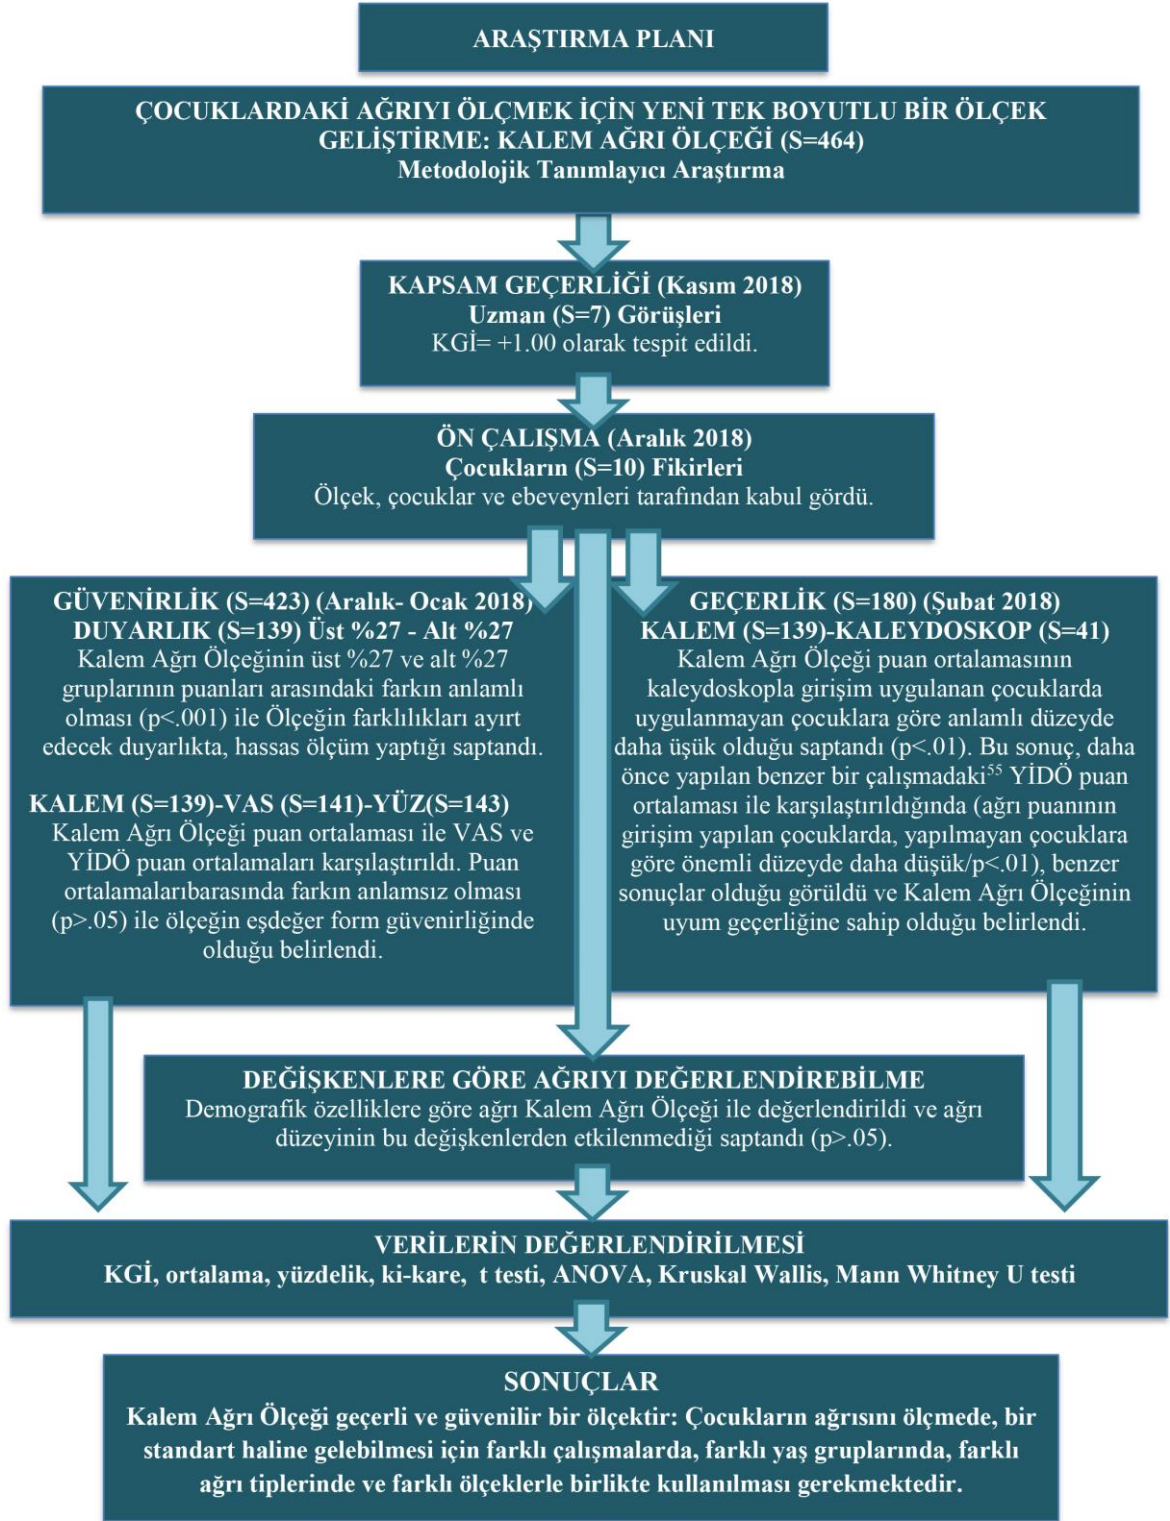 ARAŞTIRMA PLANI
ÇOCUKLARDAKİ AĞRIYI ÖLÇMEK İÇİN YENİ TEK BOYUTLU BİR ÖLÇEK
GELİŞTİRME: KALEM AĞRI ÖLÇEĞİ (S=464)
Metodolojik Tanımlayıcı Araştırma
KAPSAM GEÇERLİĞİ (Kasım 2018)
Uzman (S=7) Görüşleri
KGİ= +1.00 olarak tespit edildi.
ÖN ÇALIŞMA (Aralık 2018)
Çocukların (S=10) Fikirleri
Ölçek, çocuklar ve ebeveynleri tarafından kabul gördü.
GÜVENİRLİK (S=423) (Aralık- Ocak 2018)
DUYARLIK (S=139) Üst %27 - Alt %27
Kalem Ağrı Ölçeğinin üst %27 ve alt %27
gruplarının puanları arasındaki farkın anlamlı
olması (p<.001) ile Ölçeğin farklılıkları ayırt
edecek duyarlıkta, hassas ölçüm yaptığı saptandı.
KALEM (S=139)-VAS (S=141)-YÜZ(S=143)
Kalem Ağrı Ölçeği puan ortalaması ile VAS ve
YİDÖ puan ortalamaları karşılaştırıldı. Puan
ortalamalarıbarasında farkın anlamsız olması
(p>.05) ile ölçeğin eşdeğer form güvenirliğinde
olduğu belirlendi.
GEÇERLİK (S=180) (Şubat 2018)
KALEM (S=139)-KALEYDOSKOP (S=41)
Kalem Ağrı Ölçeği puan ortalamasının
kaleydoskopla girişim uygulanan çocuklarda
uygulanmayan çocuklara göre anlamlı düzeyde
daha üşük olduğu saptandı (p<.01). Bu sonuç, daha
önce yapılan benzer bir çalışmadaki⁵⁵ YİDÖ puan
ortalaması ile karşılaştırıldığında (ağrı puanının
girişim yapılan çocuklarda, yapılmayan çocuklara
göre önemli düzeyde daha düşük/p<.01), benzer
sonuçlar olduğu görüldü ve Kalem Ağrı Ölçeğinin
uyum geçerliğine sahip olduğu belirlendi.
DEĞİŞKENLERE GÖRE AĞRIYI DEĞERLENDİREBİLME
Demografik özelliklere göre ağrı Kalem Ağrı Ölçeği ile değerlendirildi ve ağrı
düzeyinin bu değişkenlerden etkilenmediği saptandı (p>.05).
VERİLERİN DEĞERLENDİRİLMESİ
KGİ, ortalama, yüzdelik, ki-kare, t testi, ANOVA, Kruskal Wallis, Mann Whitney U testi
SONUÇLAR
Kalem Ağrı Ölçeği geçerli ve güvenilir bir ölçektir: Çocukların ağrısını ölçmede, bir
standart haline gelebilmesi için farklı çalışmalarda, farklı yaş gruplarında, farklı
ağrı tiplerinde ve farklı ölçeklerle birlikte kullanılması gerekmektedir.